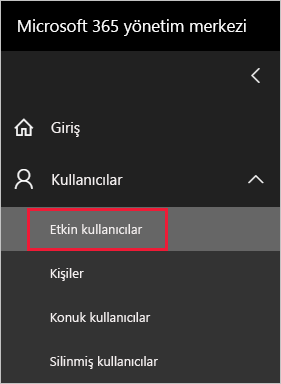 Microsoft 365 yönetim merkezi
Giriş
Kullanıcılar
Etkin kullanıcılar
Kişiler
Konuk kullanıcılar
Silinmiş kullanıcılar